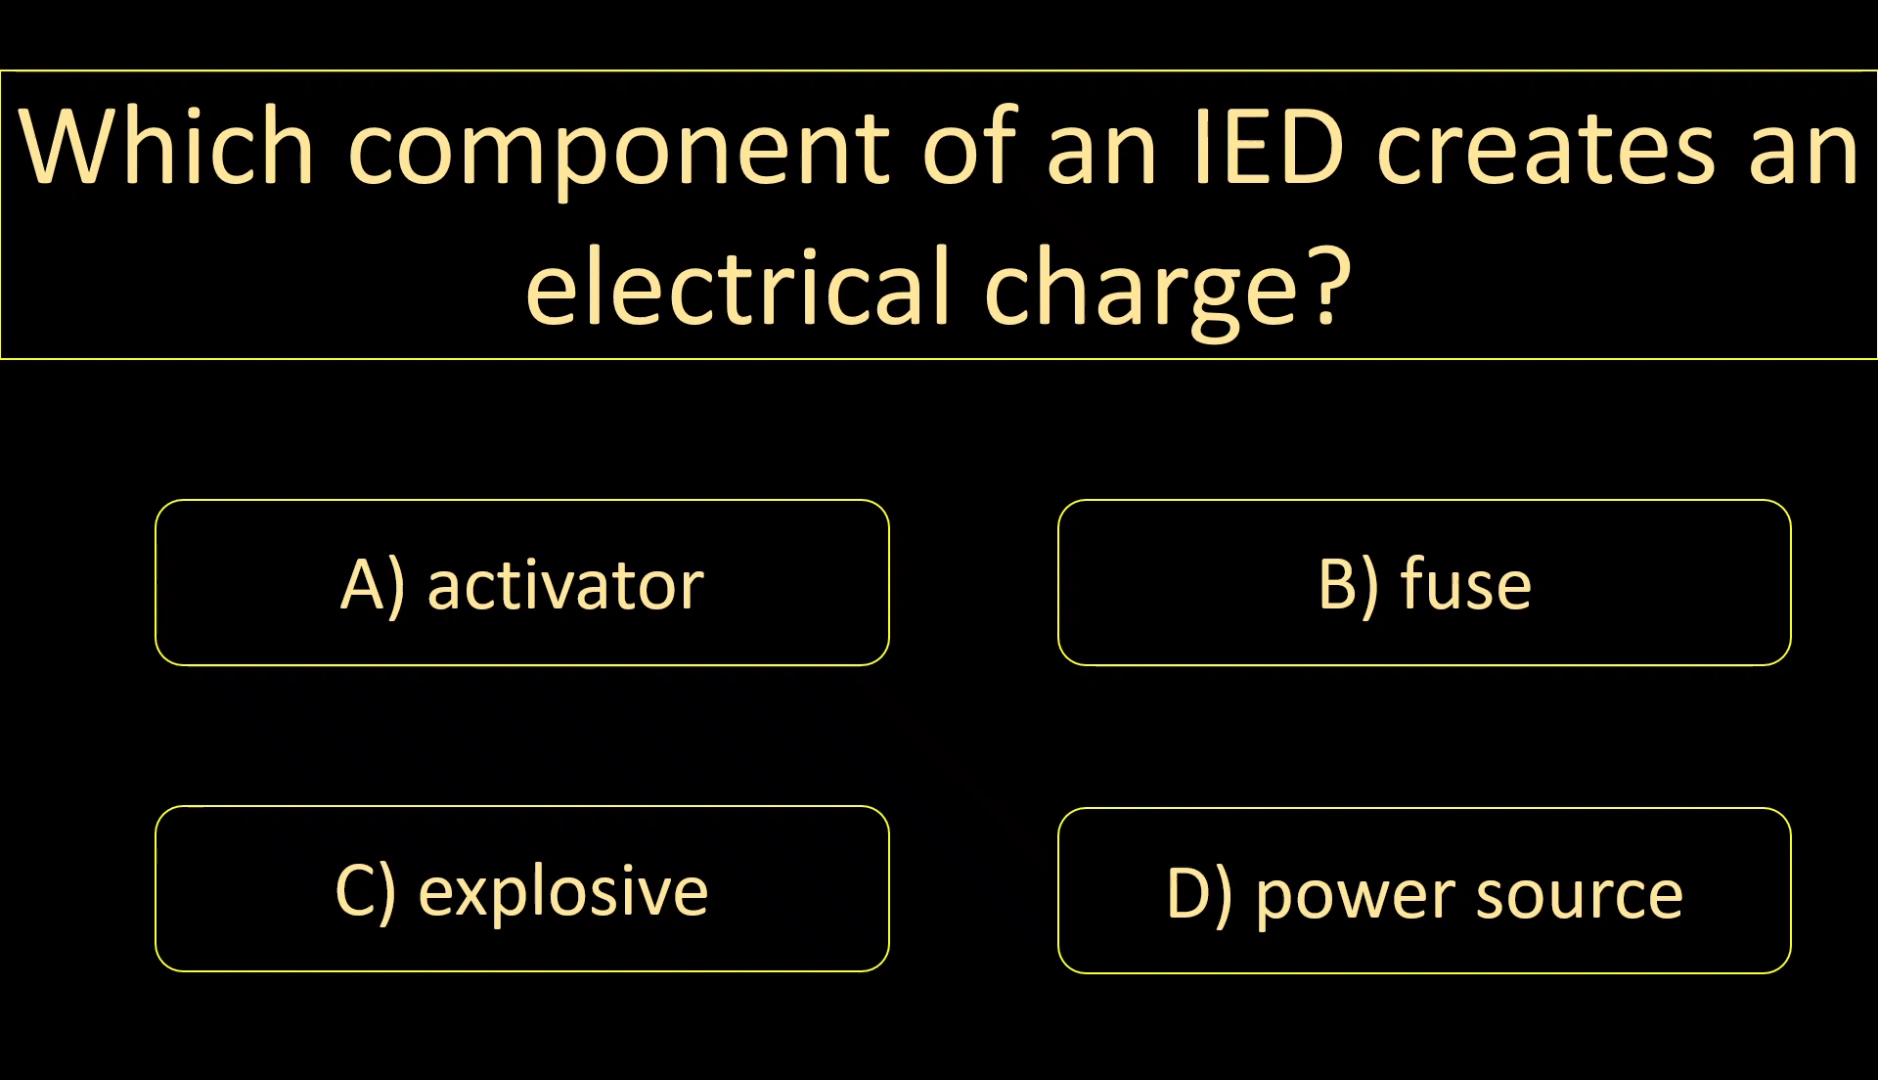 Which component of an IED creates an
electrical charge?
A) activator
B) fuse
C) explosive
D) power source